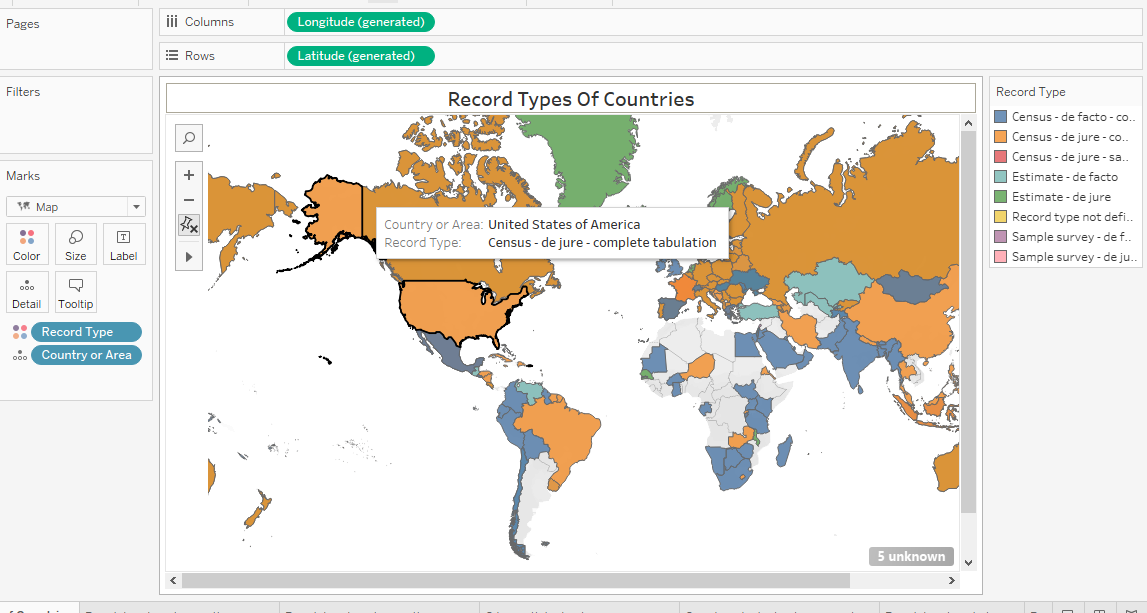 Pages
Columns
Longitude (generated)
Rows
Latitude (generated)
Filters
Marks
Map
Color
Size
Label
Detail
Tooltip
Record Type
Country or Area
Record Types Of Countries
Country or Area: United States of America
Record Type: Census - de jure - complete tabulation
5 unknown
Record Type
Census - de facto - co..
Census - de jure - co...
Census - de jure - sa...
Estimate - de facto
Estimate - de jure
Record type not defi..
Sample survey - de f...
Sample survey - de ju..